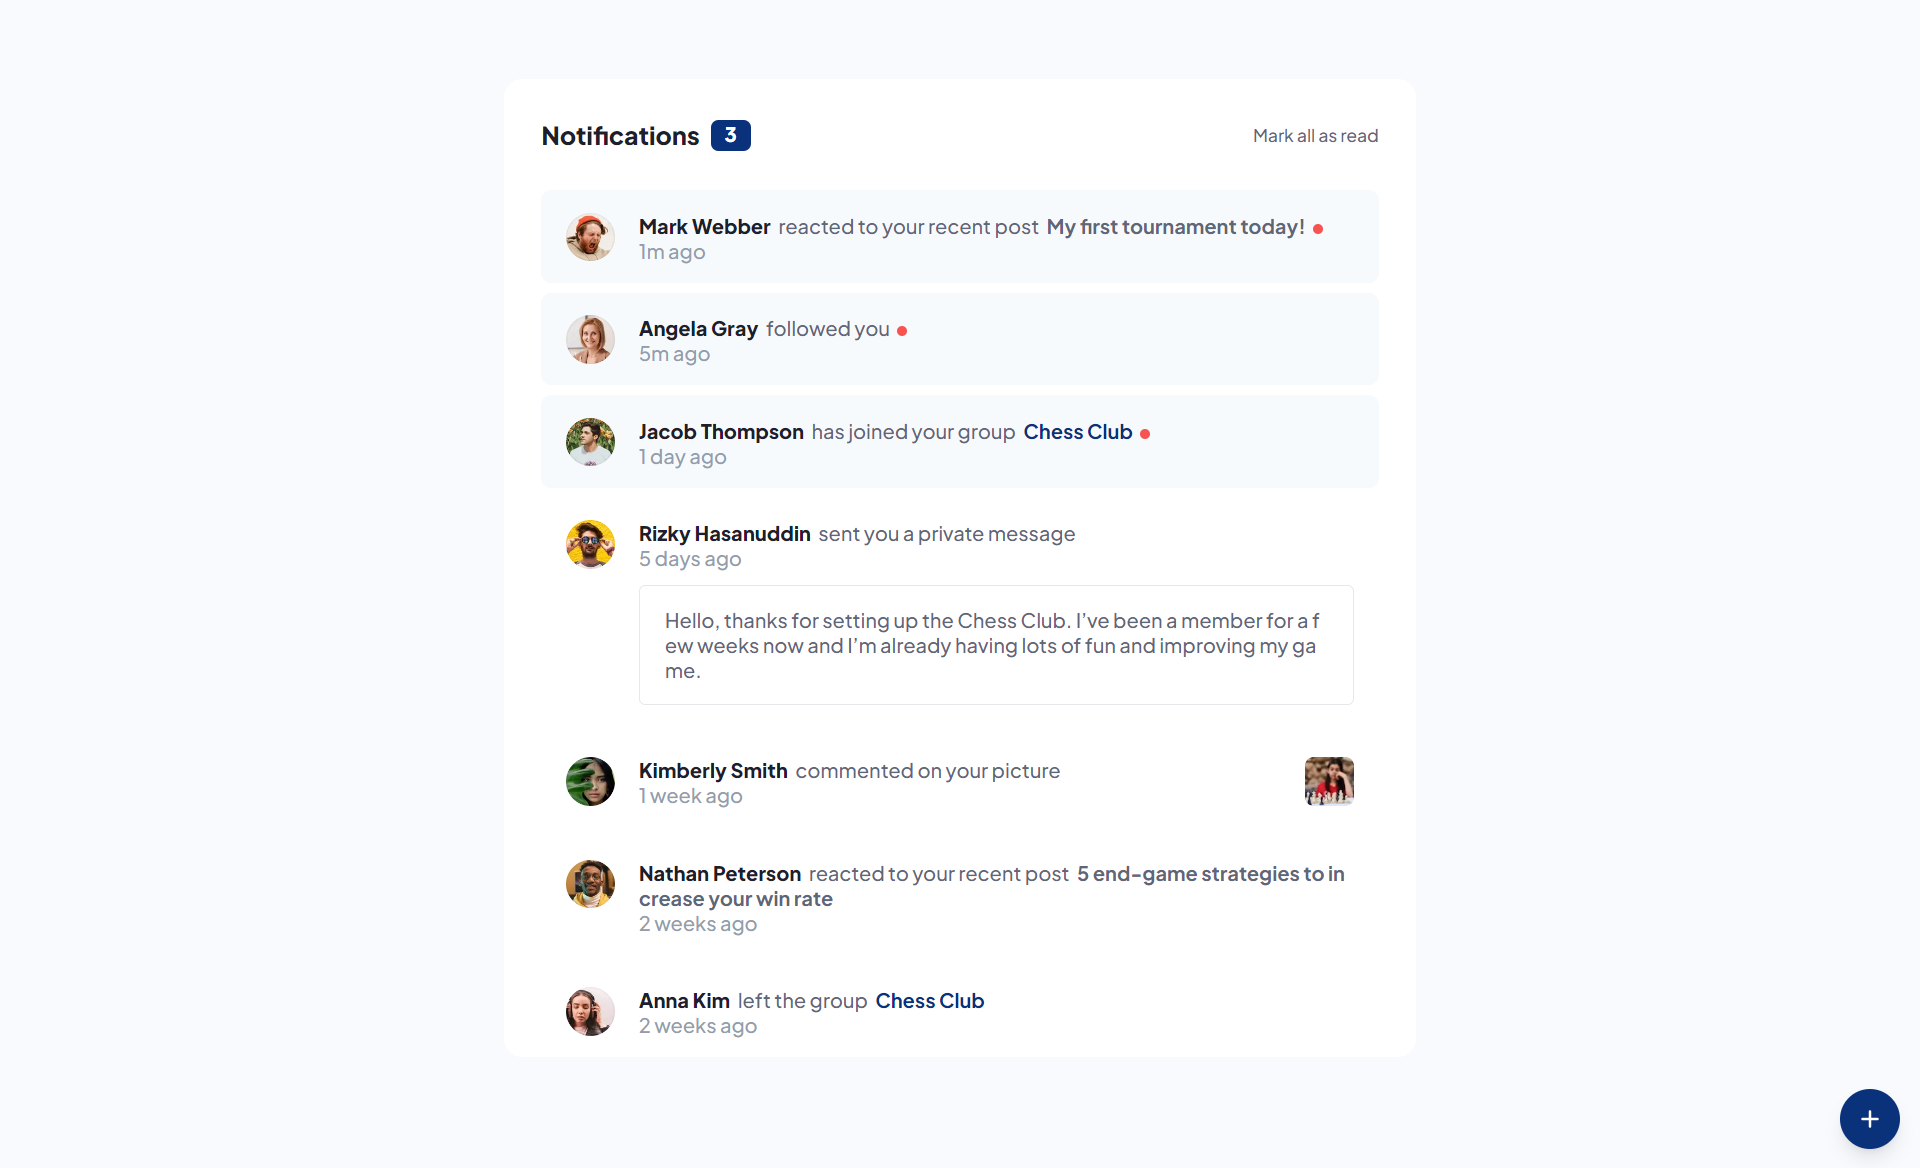 Notifications 3
Mark all as read
Mark Webber reacted to your recent post My first tournament today!
1m ago
Angela Gray followed you
5m ago
Jacob Thompson has joined your group Chess Club
1 day ago
Rizky Hasanuddin sent you a private message
5 days ago
Hello, thanks for setting up the Chess Club. I’ve been a member for a f
ew weeks now and I’m already having lots of fun and improving my ga
me.
Kimberly Smith commented on your picture
1 week ago
Nathan Peterson reacted to your recent post 5 end-game strategies to in
crease your win rate
2 weeks ago
Anna Kim left the group Chess Club
2 weeks ago